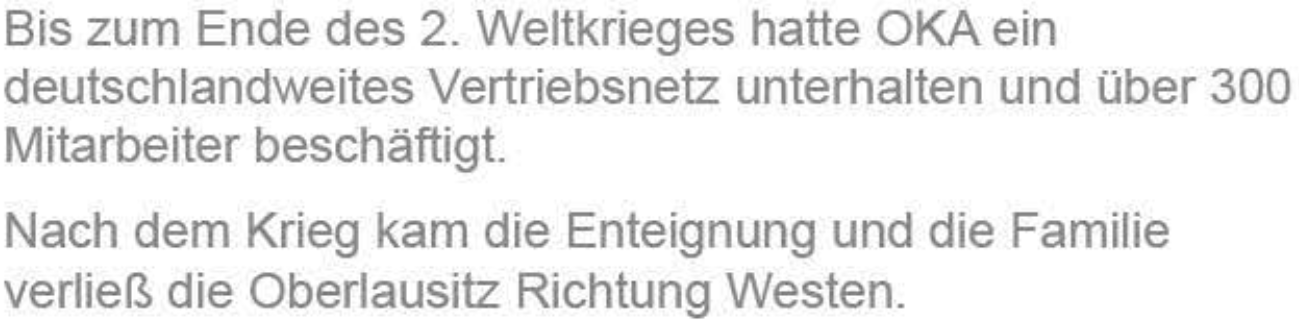 Bis zum Ende des 2. Weltkrieges hatte OKA ein
deutschlandweites Vertriebsnetz unterhalten und über 300
Mitarbeiter beschäftigt.
Nach dem Krieg kam die Enteignung und die Familie
verließ die Oberlausitz Richtung Westen.